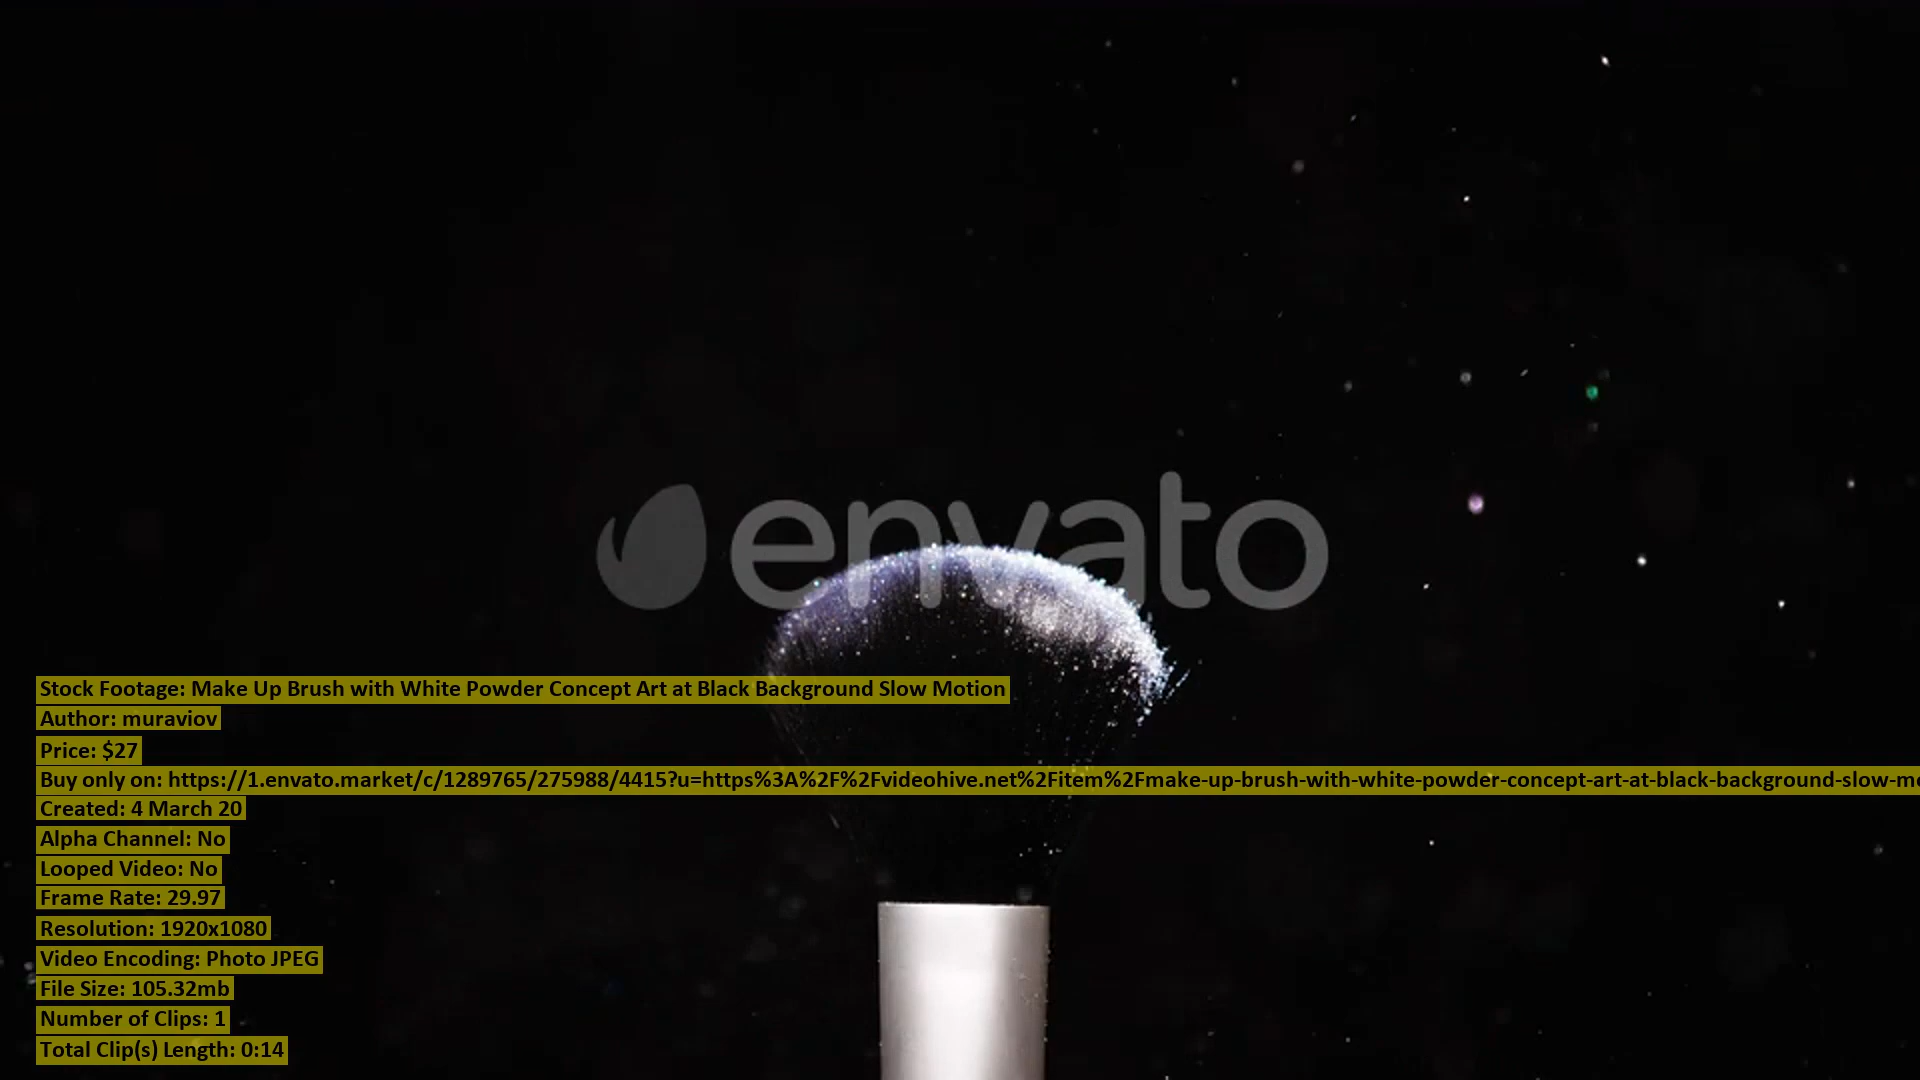 envato
Stock Footage: Make Up Brush with White Powder Concept Art at Black Background Slow Motion
Author: muraviov
Price: $27
Buy only on: https://1.envato.market/c/1289765/275988/4415?u=https%3A%2F%2Fvideohive.net%2Fitem%2Fmake-up-brush-with-white-powder-concept-art-at-black-background-slow-m
Created: 4 March 20
Alpha Channel: No
Looped Video: No
Frame Rate: 29.97
Resolution: 1920x1080
Video Encoding: Photo JPEG
File Size: 105.32mb
Number of Clips: 1
Total Clip(s) Length: 0:14